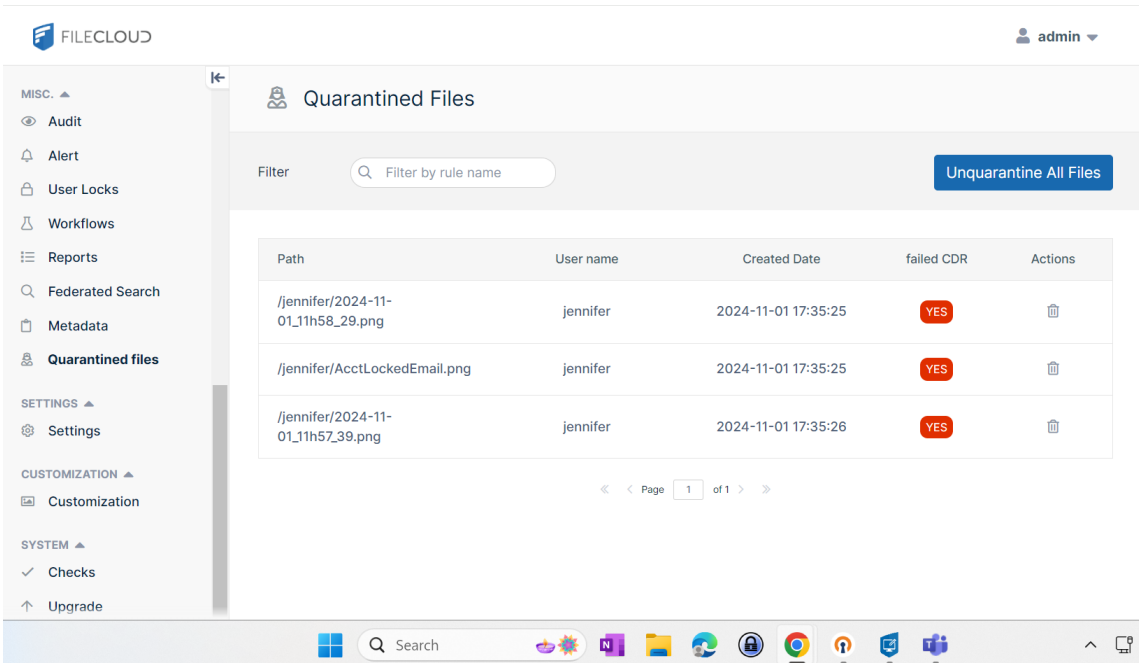 FILECLOUD
admin
MISC.
Audit
Alert
User Locks
Workflows
Reports
Federated Search
Metadata
Quarantined files
SETTINGS
Settings
CUSTOMIZATION
Customization
SYSTEM
Checks
Upgrade
Quarantined Files
Filter Filter by rule name Unquarantine All Files
Path User name Created Date failed CDR Actions
/jennifer/2024-11-
01_11h58_29.png jennifer 2024-11-01 17:35:25 YES
/jennifer/AcctLockedEmail.png jennifer 2024-11-01 17:35:25 YES
/jennifer/2024-11-
01_11h57_39.png jennifer 2024-11-01 17:35:26 YES
Page 1 of 1
Search